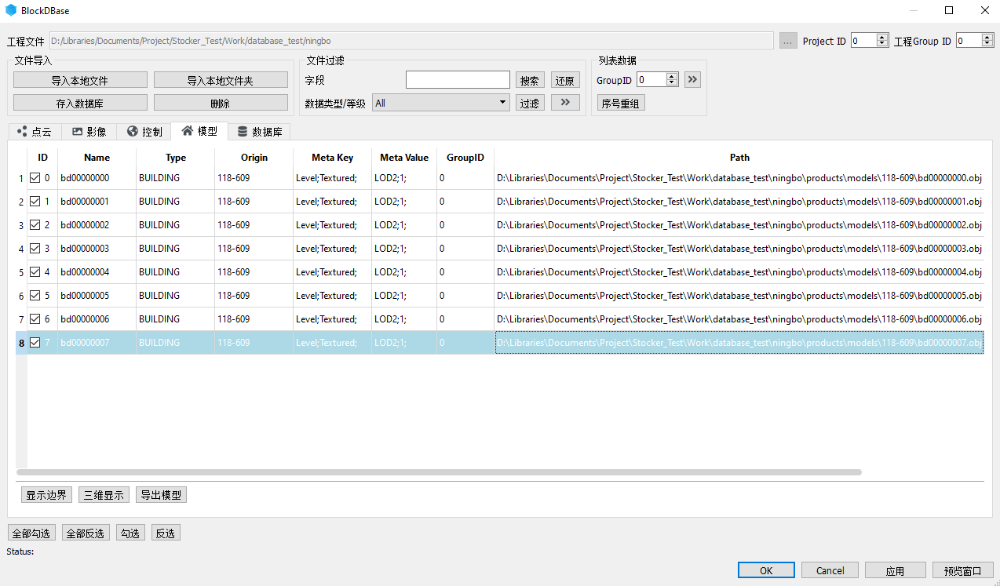 BlockDBase
工程文件 D:/Libraries/Documents/Project/Stocker_Test/Work/database_test/ningbo ... Project ID 0 工程Group ID 0
文件导入 文件过滤 列表数据
导入本地文件 导入本地文件夹 字段 搜索 还原 GroupID 0
存入数据库 删除 数据类型/等级 All 过滤 序号重组
点云 影像 控制 模型 数据库
ID Name Type Origin Meta Key Meta Value GroupID Path
1 0 bd00000000 BUILDING 118-609 Level;Textured; LOD2;1; 0 D:\Libraries\Documents\Project\Stocker_Test\Work\database_test\ningbo\products\models\118-609\bd00000000.obj
2 1 bd00000001 BUILDING 118-609 Level;Textured; LOD2;1; 0 D:\Libraries\Documents\Project\Stocker_Test\Work\database_test\ningbo\products\models\118-609\bd00000001.obj
3 2 bd00000002 BUILDING 118-609 Level;Textured; LOD2;1; 0 D:\Libraries\Documents\Project\Stocker_Test\Work\database_test\ningbo\products\models\118-609\bd00000002.obj
4 3 bd00000003 BUILDING 118-609 Level;Textured; LOD2;1; 0 D:\Libraries\Documents\Project\Stocker_Test\Work\database_test\ningbo\products\models\118-609\bd00000003.obj
5 4 bd00000004 BUILDING 118-609 Level;Textured; LOD2;1; 0 D:\Libraries\Documents\Project\Stocker_Test\Work\database_test\ningbo\products\models\118-609\bd00000004.obj
6 5 bd00000005 BUILDING 118-609 Level;Textured; LOD2;1; 0 D:\Libraries\Documents\Project\Stocker_Test\Work\database_test\ningbo\products\models\118-609\bd00000005.obj
7 6 bd00000006 BUILDING 118-609 Level;Textured; LOD2;1; 0 D:\Libraries\Documents\Project\Stocker_Test\Work\database_test\ningbo\products\models\118-609\bd00000006.obj
8 7 bd00000007 BUILDING 118-609 Level;Textured; LOD2;1; 0 D:\Libraries\Documents\Project\Stocker_Test\Work\database_test\ningbo\products\models\118-609\bd00000007.obj
显示边界 三维显示 导出模型
全部勾选 全部反选 勾选 反选
Status:
OK Cancel 应用 预览窗口